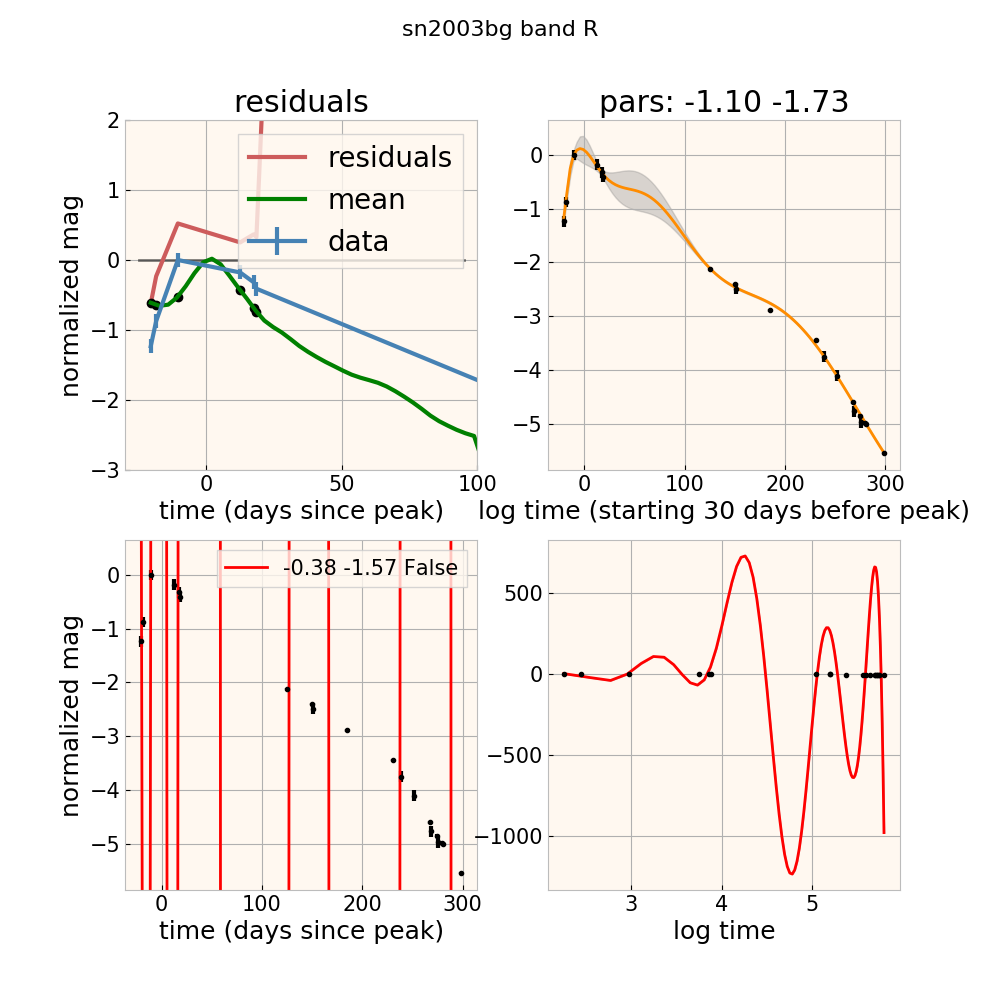 sn2003bg band R
residuals
pars: -1.10 -1.73
normalized mag
2
1
0
−1
−2
−3
residuals
mean
data
0
50
100
time (days since peak)
0
−1
−2
−3
−4
−5
0
100
200
300
log time (starting 30 days before peak)
normalized mag
0
−1
−2
−3
−4
−5
-0.38 -1.57 False
0
100
200
300
time (days since peak)
500
0
−500
−1000
3
4
5
log time